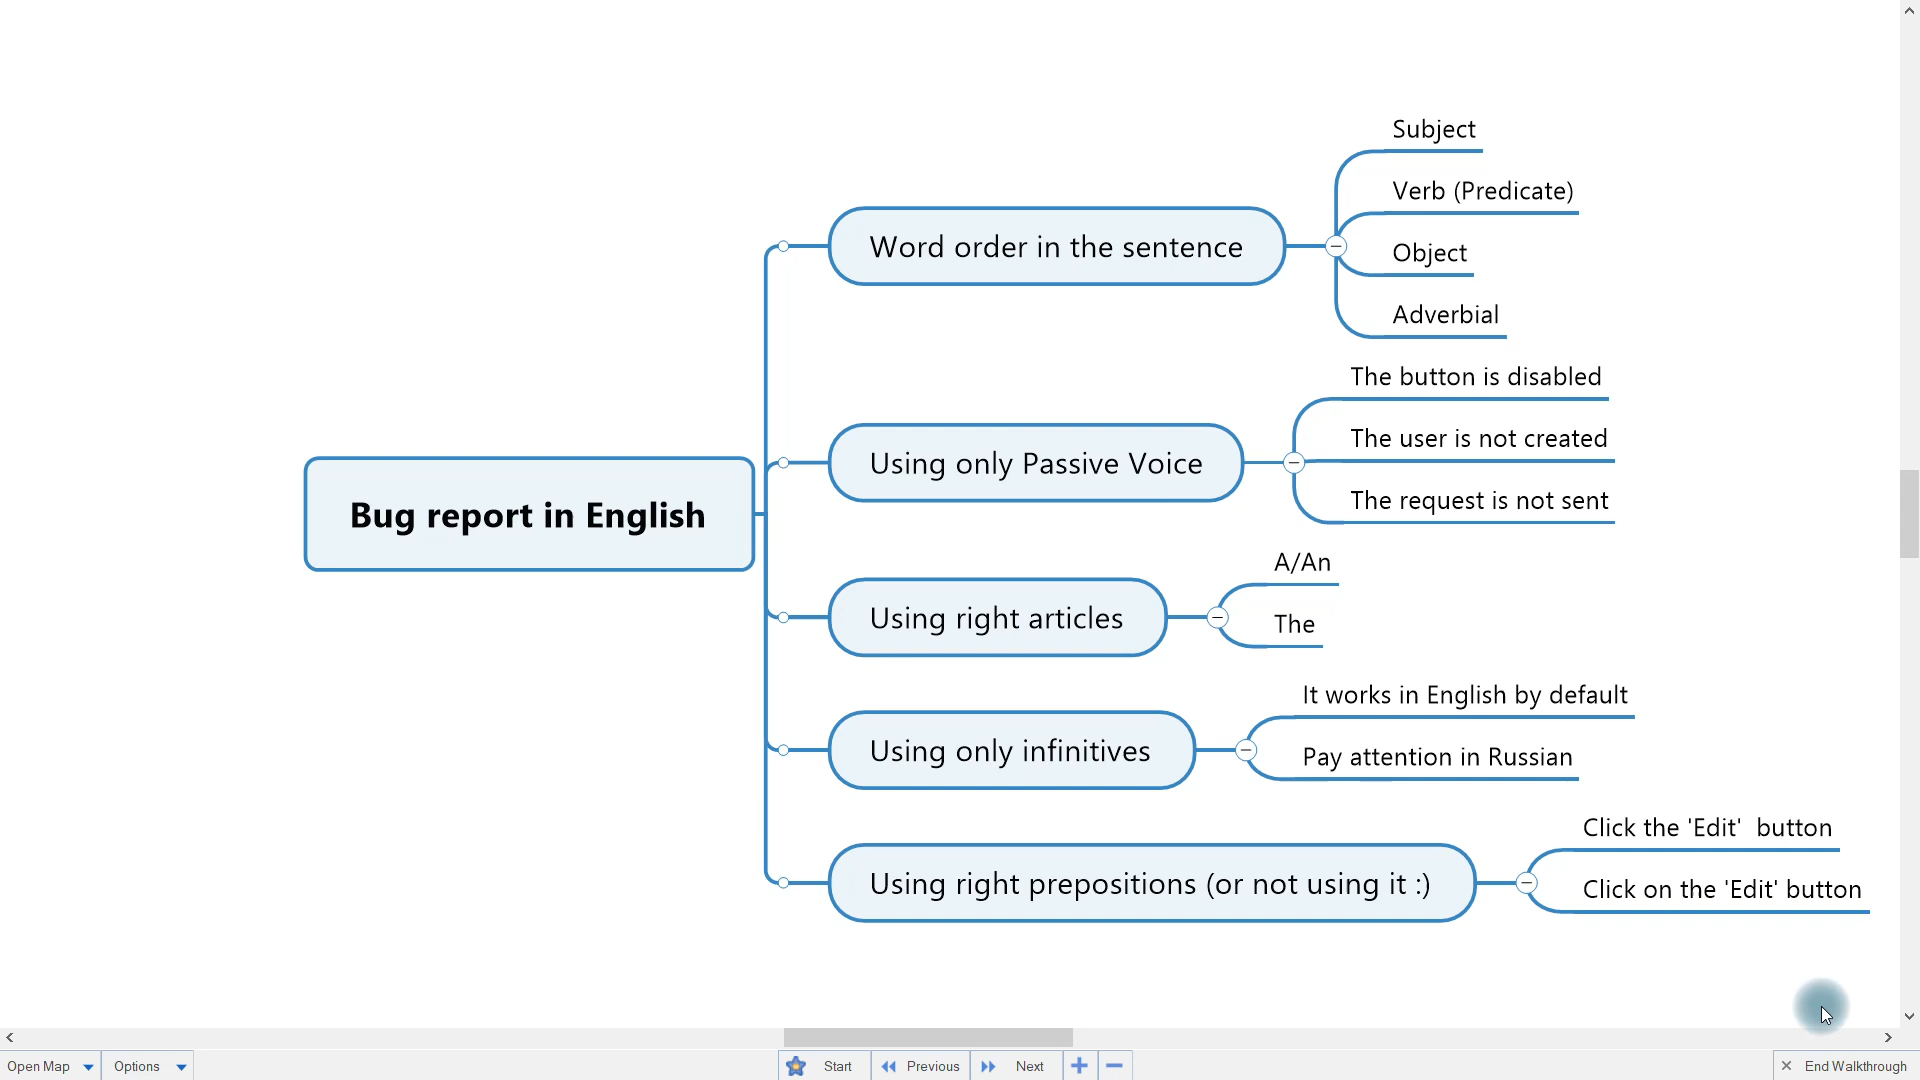 Bug report in English
Word order in the sentence
Subject
Verb (Predicate)
Object
Adverbial
Using only Passive Voice
The button is disabled
The user is not created
The request is not sent
Using right articles
A/An
The
Using only infinitives
It works in English by default
Pay attention in Russian
Using right prepositions (or not using it :)
Click the 'Edit'  button
Click on the 'Edit' button
Open Map
Options
Start
Previous
Next
End Walkthrough